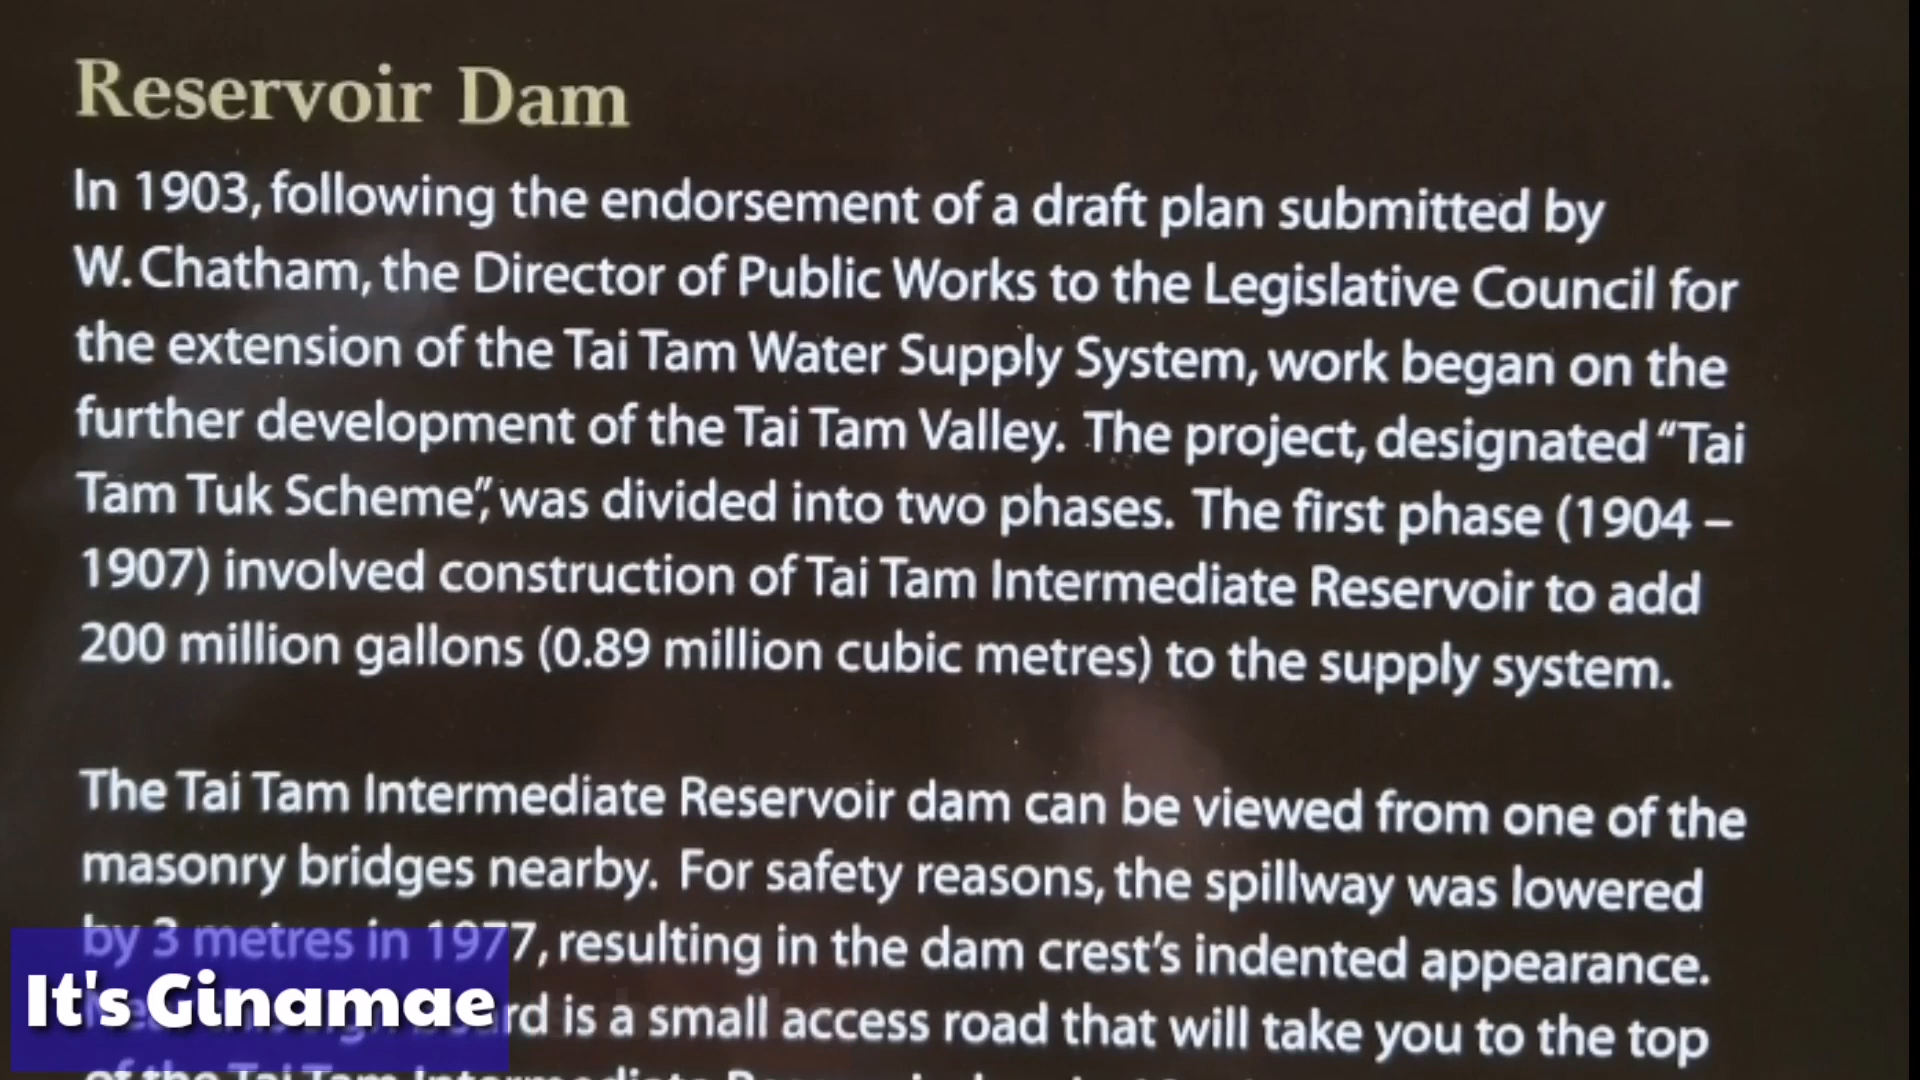 Reservoir Dam
In 1903, following the endorsement of a draft plan submitted by
W. Chatham, the Director of Public Works to the Legislative Council for
the extension of the Tai Tam Water Supply System, work began on the
further development of the Tai Tam Valley. The project, designated “Tai
Tam Tuk Scheme”, was divided into two phases. The first phase (1904 –
1907) involved construction of Tai Tam Intermediate Reservoir to add
200 million gallons (0.89 million cubic metres) to the supply system.
The Tai Tam Intermediate Reservoir dam can be viewed from one of the
masonry bridges nearby. For safety reasons, the spillway was lowered
by 3 metres in 1977, resulting in the dam crest’s indented appearance.
is a small access road that will take you to the top
of the Tai Tam Intermediate
It's Ginamae